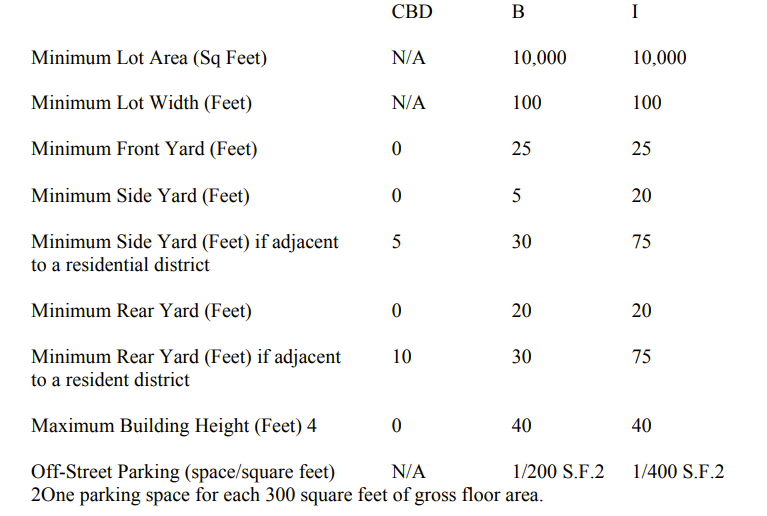 CBD B I
Minimum Lot Area (Sq Feet) N/A 10,000 10,000
Minimum Lot Width (Feet) N/A 100 100
Minimum Front Yard (Feet) 0 25 25
Minimum Side Yard (Feet) 0 5 20
Minimum Side Yard (Feet) if adjacent 5 30 75
to a residential district
Minimum Rear Yard (Feet) 0 20 20
Minimum Rear Yard (Feet) if adjacent 10 30 75
to a resident district
Maximum Building Height (Feet) 4 0 40 40
Off-Street Parking (space/square feet) N/A 1/200 S.F.2 1/400 S.F.2
2One parking space for each 300 square feet of gross floor area.